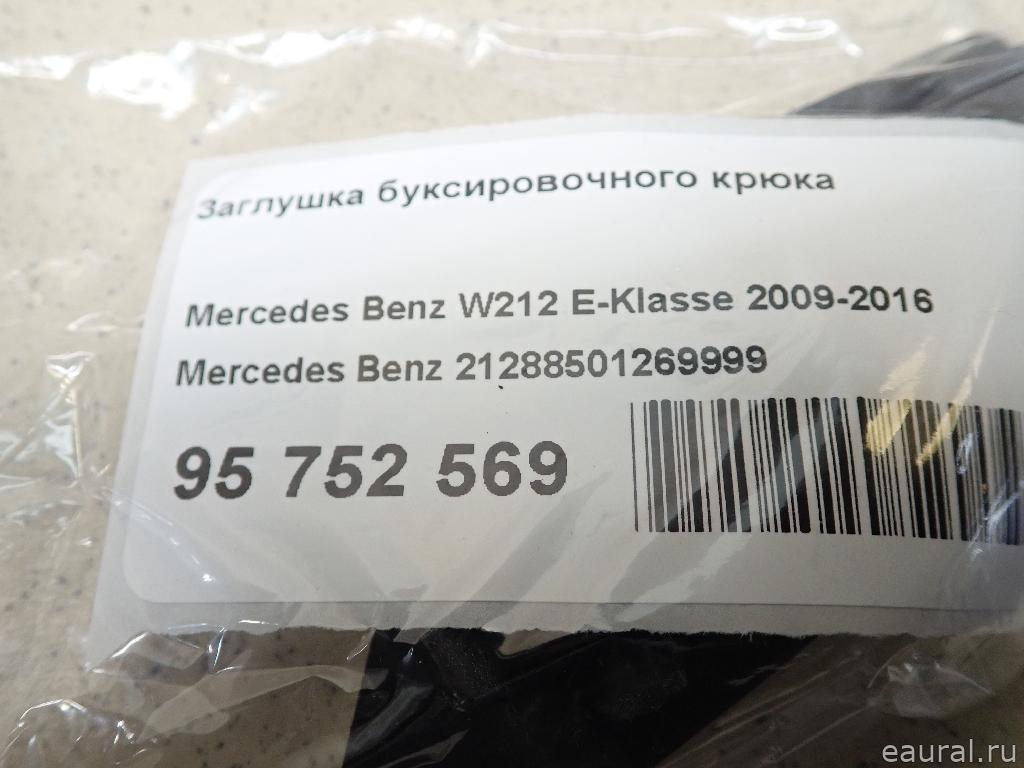 Заглушка буксировочного крюка
Mercedes Benz W212 E-Klasse 2009-2016
Mercedes Benz 21288501269999
95 752 569
eaural.ru